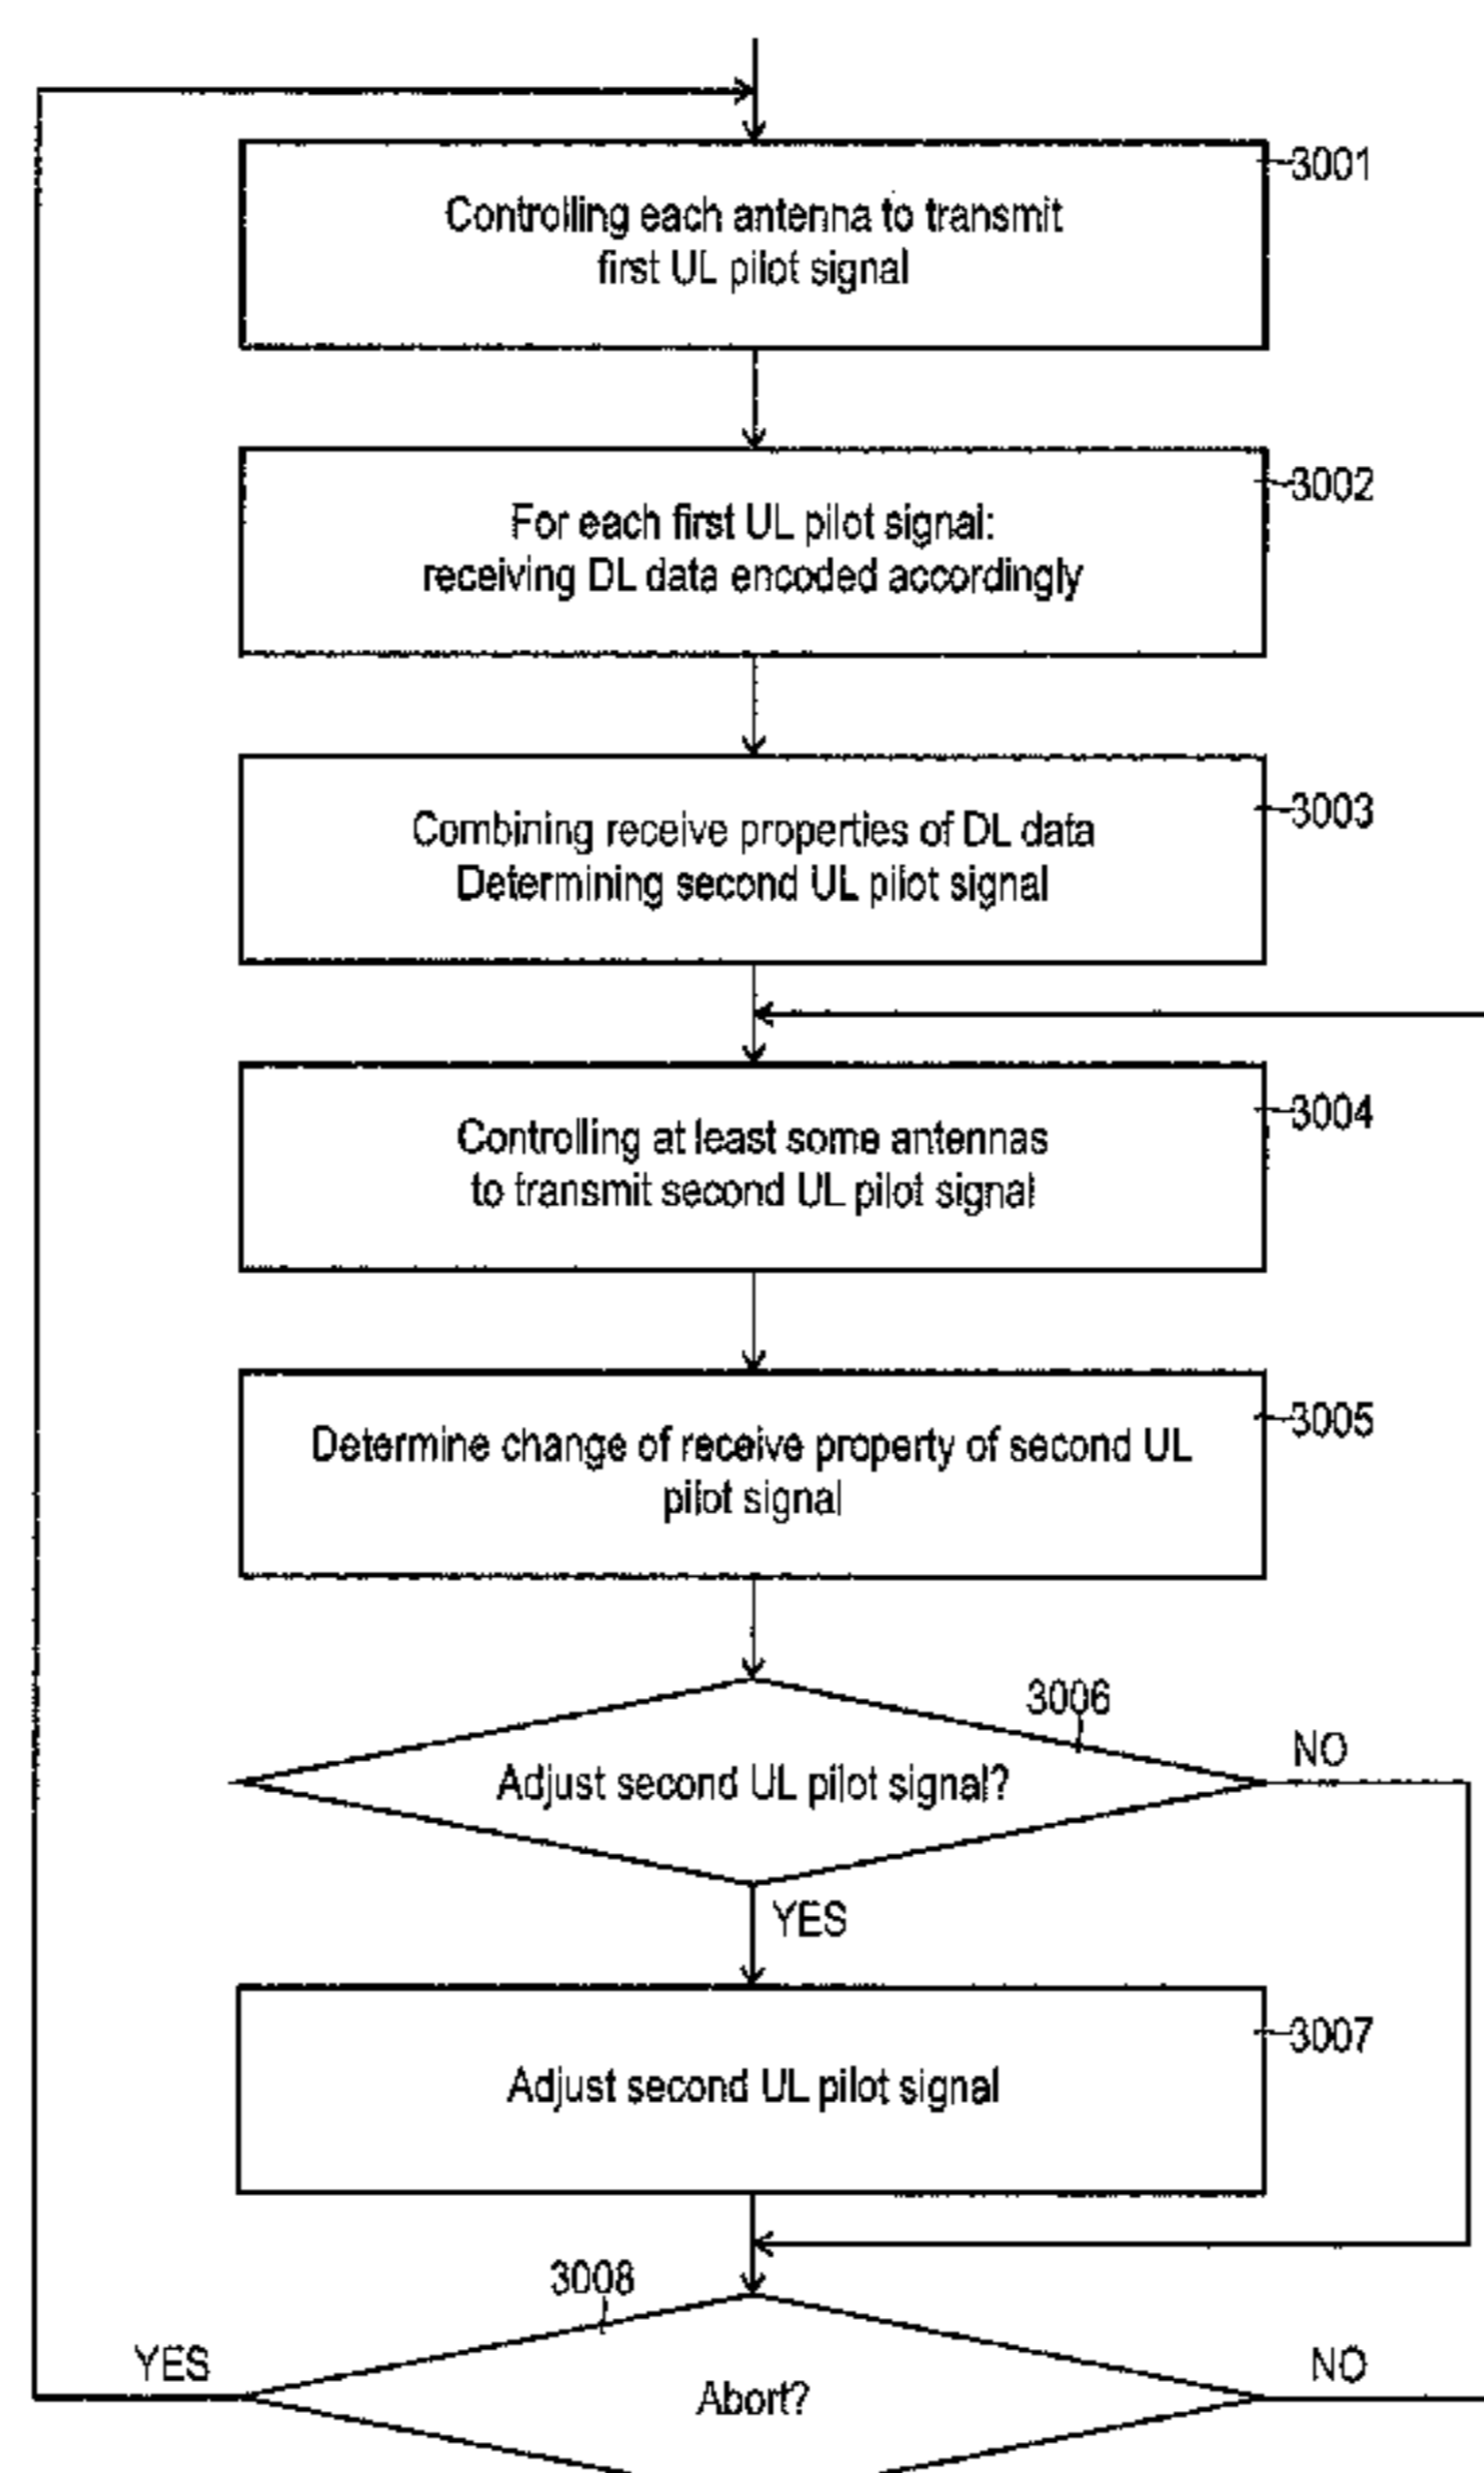 3001
Controlling each antenna to transmit
first UL pilot signal
3002
For each first UL pilot signal:
receiving DL data encoded accordingly
3003
Combining receive properties of DL data
Determining second UL pilot signal
3004
Controlling at least some antennas
to transmit second UL pilot signal
3005
Determine change of receive property of second UL
pilot signal
3006
NO
Adjust second UL pilot signal?
YES
3007
Adjust second UL pilot signal
3008
YES
NO
Abort?